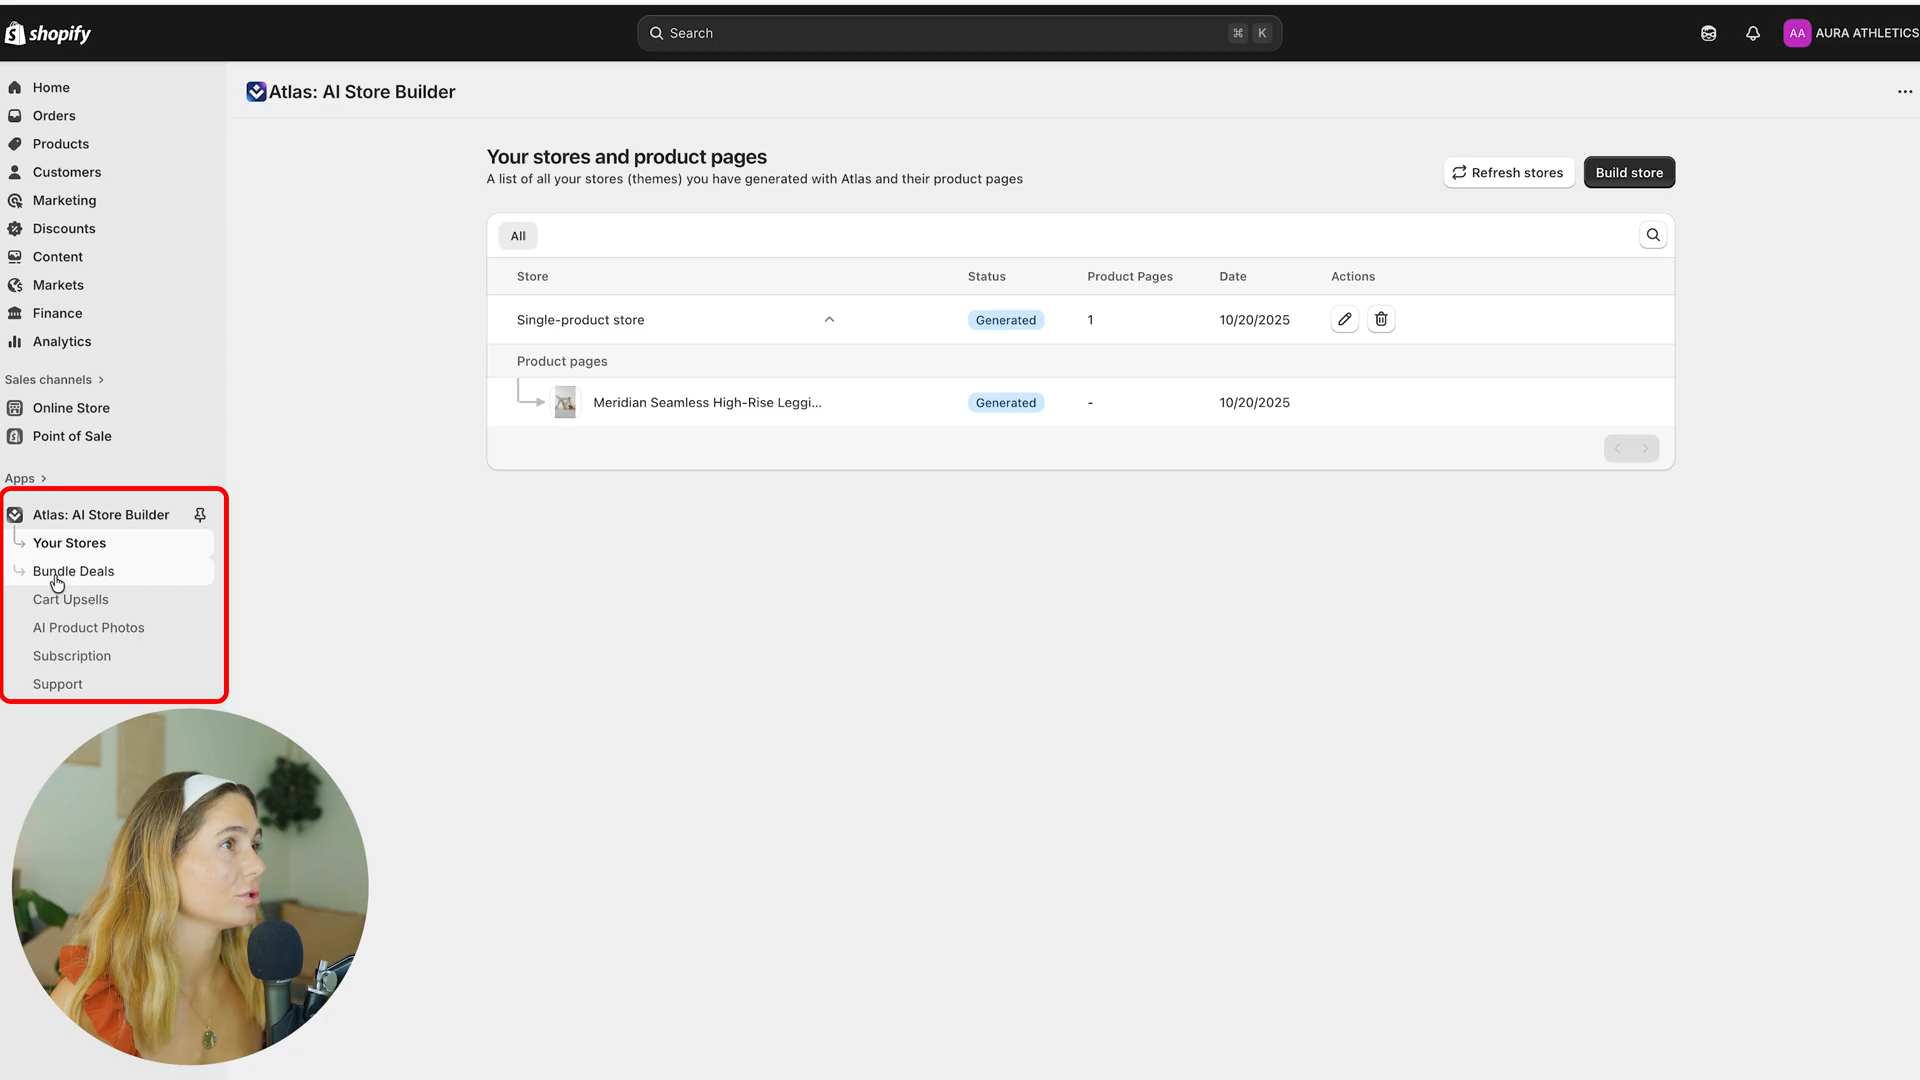 shopify
Search
⌘ K
AA AURA ATHLETICS
Home
Orders
Products
Customers
Marketing
Discounts
Content
Markets
Finance
Analytics
Sales channels
Online Store
Point of Sale
Apps
Atlas: AI Store Builder
Your Stores
Bundle Deals
Cart Upsells
AI Product Photos
Subscription
Support
Atlas: AI Store Builder
Your stores and product pages
A list of all your stores (themes) you have generated with Atlas and their product pages
Refresh stores
Build store
All
Store Status Product Pages Date Actions
Single-product store Generated 1 10/20/2025
Product pages
Meridian Seamless High-Rise Leggi... Generated - 10/20/2025